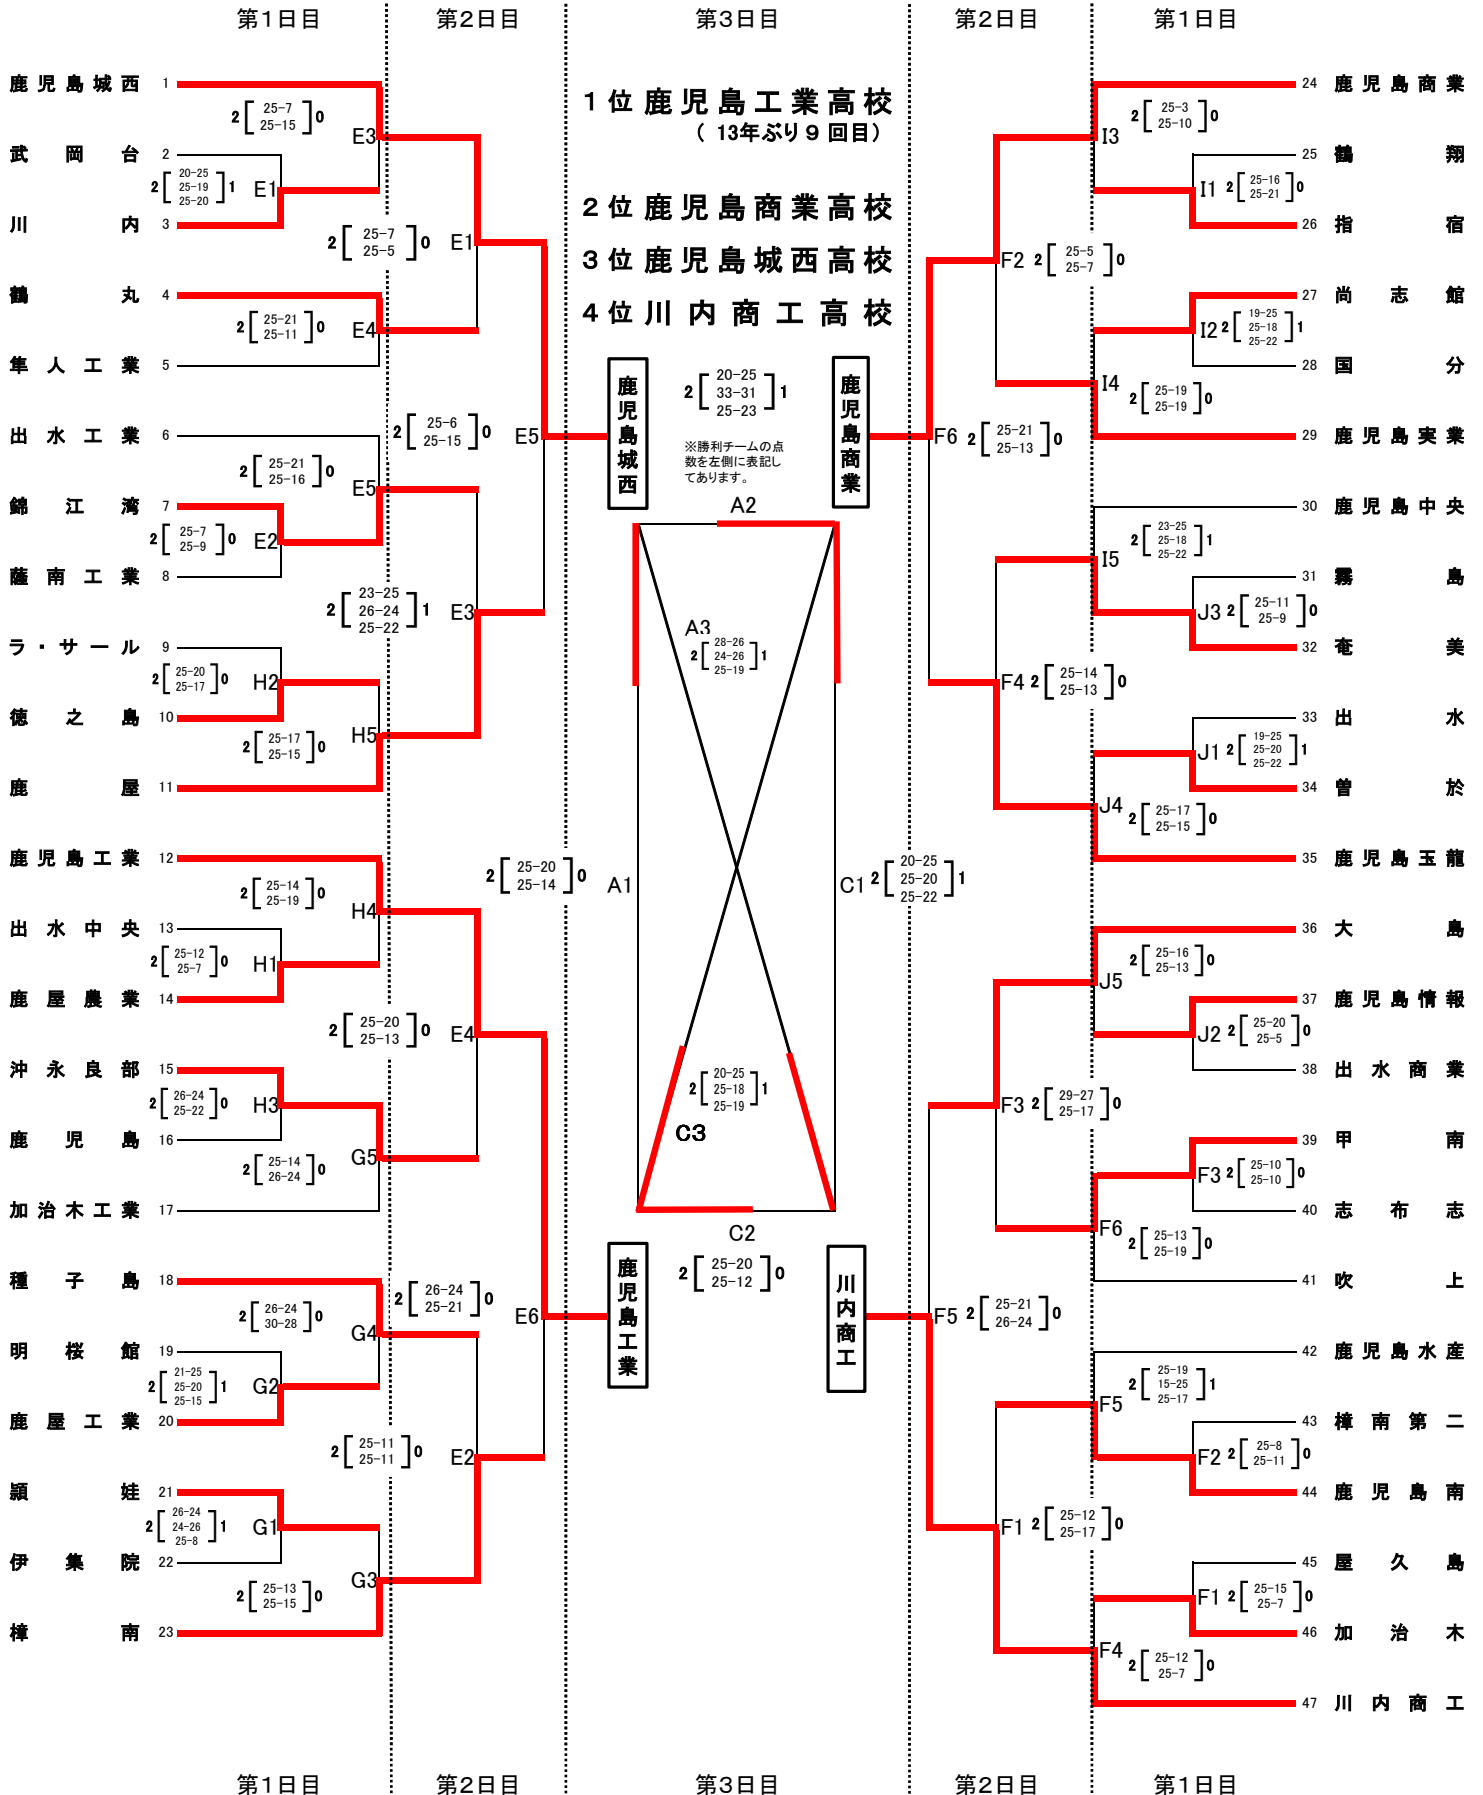 第1日目 第2日目 第3日目 第2日目 第1日目
鹿児島城西 1
2 [25-7 25-15] 0 E3
武岡台 2
2 [20-25 25-19 25-20] 1 E1
川内 3
2 [25-7 25-5] 0 E1
鶴丸 4
2 [25-21 25-11] 0 E4
隼人工業 5
2 [25-6 25-15] 0 E5
出水工業 6
2 [25-21 25-16] 0 E5
錦江湾 7
2 [25-7 25-9] 0 E2
薩南工業 8
2 [23-25 26-24 25-22] 1 E3
ラ・サール 9
2 [25-20 25-17] 0 H2
徳之島 10
2 [25-17 25-15] 0 H5
鹿屋 11
鹿児島工業 12
2 [25-14 25-19] 0 H4
出水中央 13
2 [25-12 25-7] 0 H1
鹿屋農業 14
2 [25-20 25-13] 0 E4
沖永良部 15
2 [26-24 25-22] 0 H3
鹿児島 16
2 [25-14 26-24] 0 G5
加治木工業 17
種子島 18
2 [26-24 30-28] 0 G4
2 [26-24 25-21] 0 E6
明桜館 19
2 [21-25 25-20 25-15] 1 G2
鹿屋工業 20
2 [25-11 25-11] 0 E2
頴娃 21
2 [26-24 24-26 25-8] 1 G1
伊集院 22
2 [25-13 25-15] 0 G3
樟南 23
1位 鹿児島工業高校
( 13年ぶり9回目)
2位 鹿児島商業高校
3位 鹿児島城西高校
4位 川内商工高校
鹿児島城西
2 [20-25 33-31 25-23] 1
鹿児島商業
※勝利チームの点
数を左側に表記し
てあります。
A2
A3
2 [28-26 24-26 25-19] 1
2 [25-20 25-14] 0 A1
C1 2 [20-25 25-20 25-22] 1
2 [20-25 25-18 25-19] 1
C3
C2
2 [25-20 25-12] 0
鹿児島工業
川内商工
24 鹿児島商業
I3 2 [25-3 25-10] 0
25 鶴翔
I1 2 [25-16 25-21] 0
26 指宿
F2 2 [25-5 25-7] 0
27 尚志館
I2 2 [19-25 25-18 25-22] 1
28 国分
I4 2 [25-19 25-19] 0
29 鹿児島実業
F6 2 [25-21 25-13] 0
30 鹿児島中央
I5 2 [23-25 25-18 25-22] 1
31 霧島
J3 2 [25-11 25-9] 0
32 奄美
F4 2 [25-14 25-13] 0
33 出水
J1 2 [19-25 25-20 25-22] 1
34 曽於
J4 2 [25-17 25-15] 0
35 鹿児島玉龍
36 大島
J5 2 [25-16 25-13] 0
37 鹿児島情報
J2 2 [25-20 25-5] 0
38 出水商業
F3 2 [29-27 25-17] 0
39 甲南
F3 2 [25-10 25-10] 0
40 志布志
F6 2 [25-13 25-19] 0
41 吹上
F5 2 [25-21 26-24] 0
42 鹿児島水産
F5 2 [25-19 15-25 25-17] 1
43 樟南第二
F2 2 [25-8 25-11] 0
44 鹿児島南
F1 2 [25-12 25-17] 0
45 屋久島
F1 2 [25-15 25-7] 0
46 加治木
F4 2 [25-12 25-7] 0
47 川内商工
第1日目 第2日目 第3日目 第2日目 第1日目